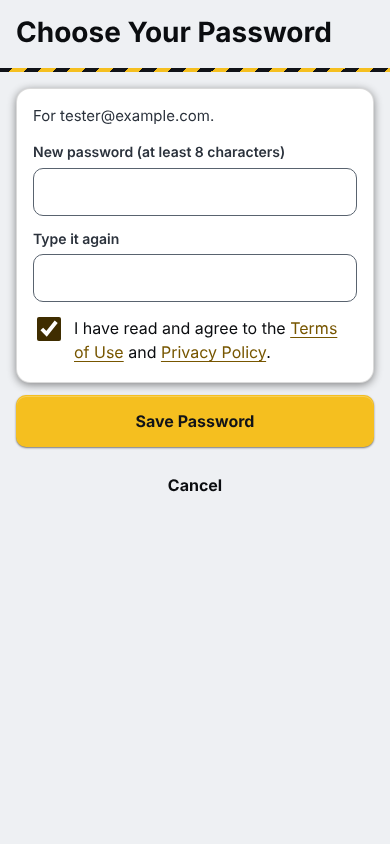 Choose Your Password
For tester@example.com.
New password (at least 8 characters)
Type it again
I have read and agree to the Terms
of Use and Privacy Policy.
Save Password
Cancel